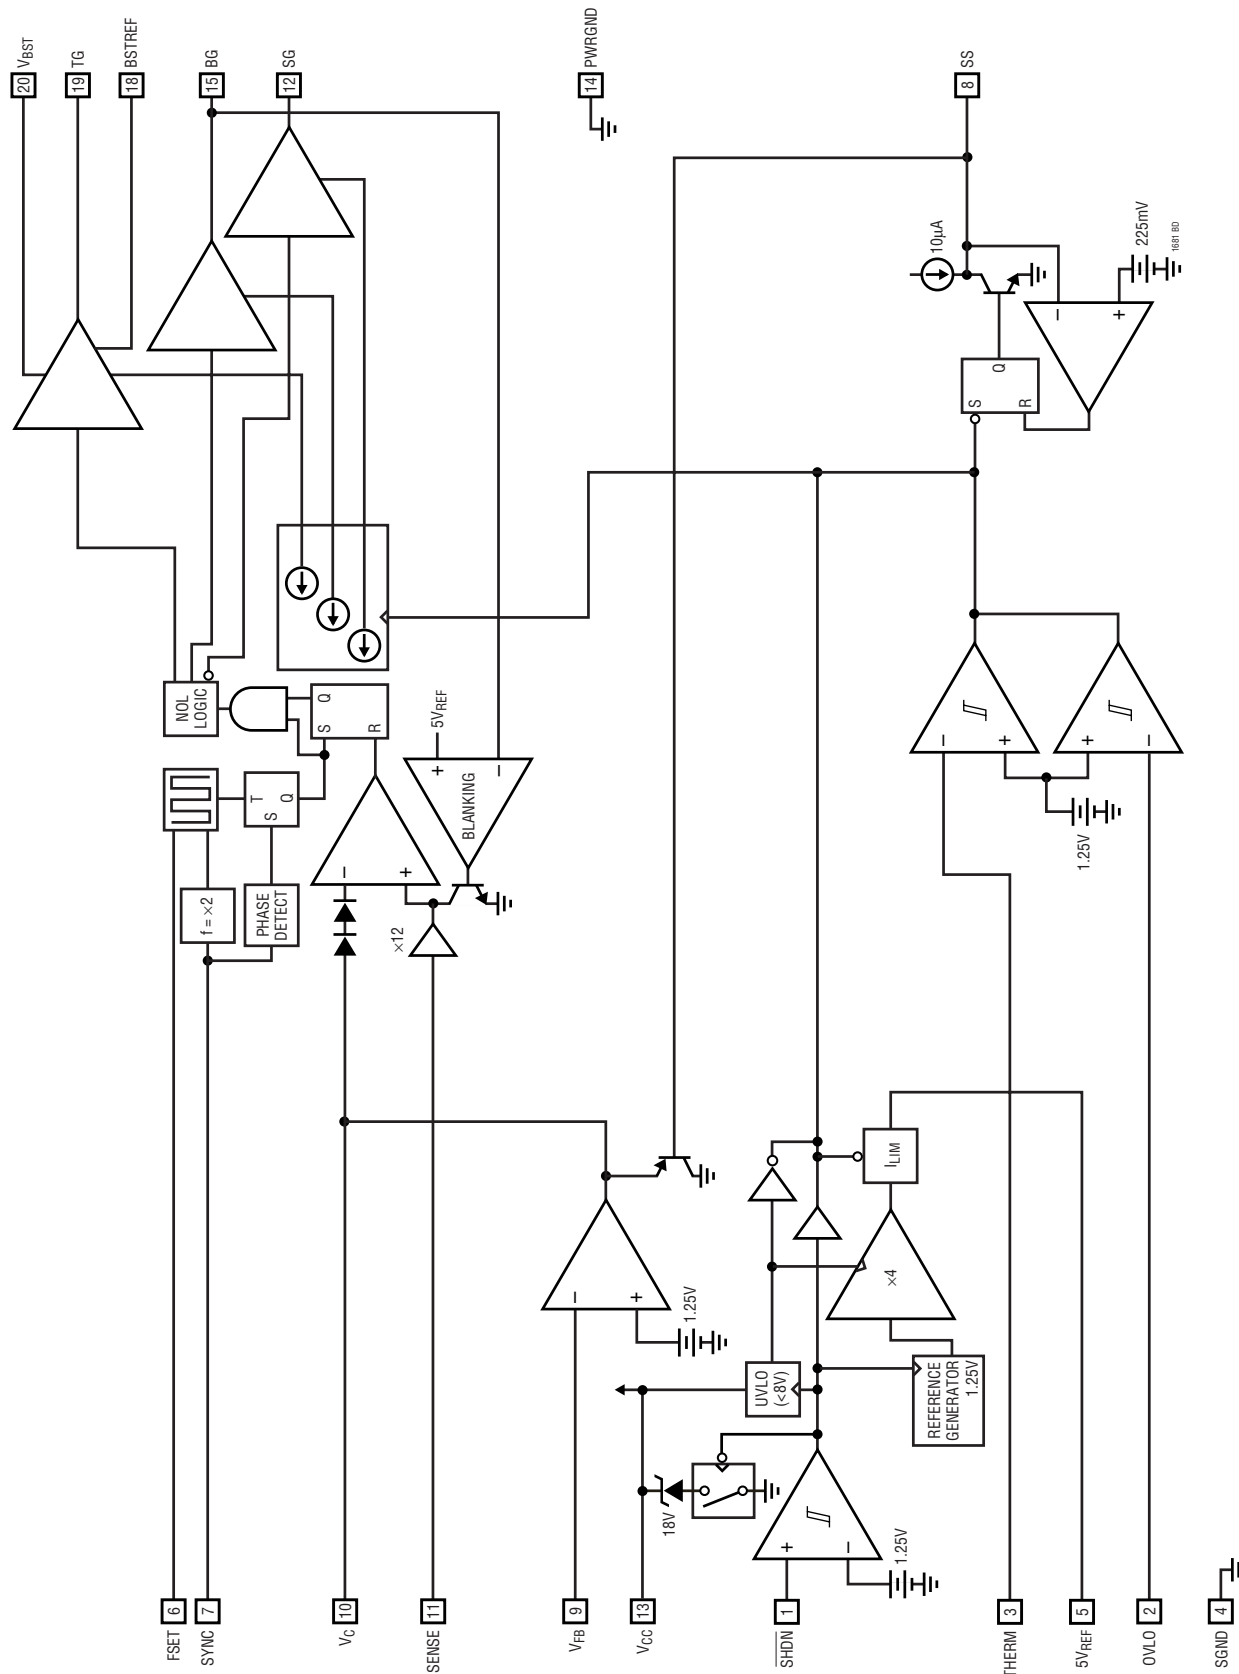 FSET 6
SYNC 7
VC 10
SENSE 11
VFB 9
VCC 13
SHDN 1
THERM 3
5VREF 5
OVLO 2
SGND 4
20 VBST
19 TG
18 BSTREF
15 BG
12 SG
14 PWRGND
8 SS
f = ×2
PHASE
DETECT
T
S
Q
NOL
LOGIC
S Q
R
–
+
×12
5VREF
+
–
BLANKING
–
+
1.25V
18V
UVLO
(<8V)
+
–
1.25V
REFERENCE
GENERATOR
1.25V
×4
ILIM
–
+
+
–
1.25V
S
R
Q
10µA
–
+
225mV
1681 BD